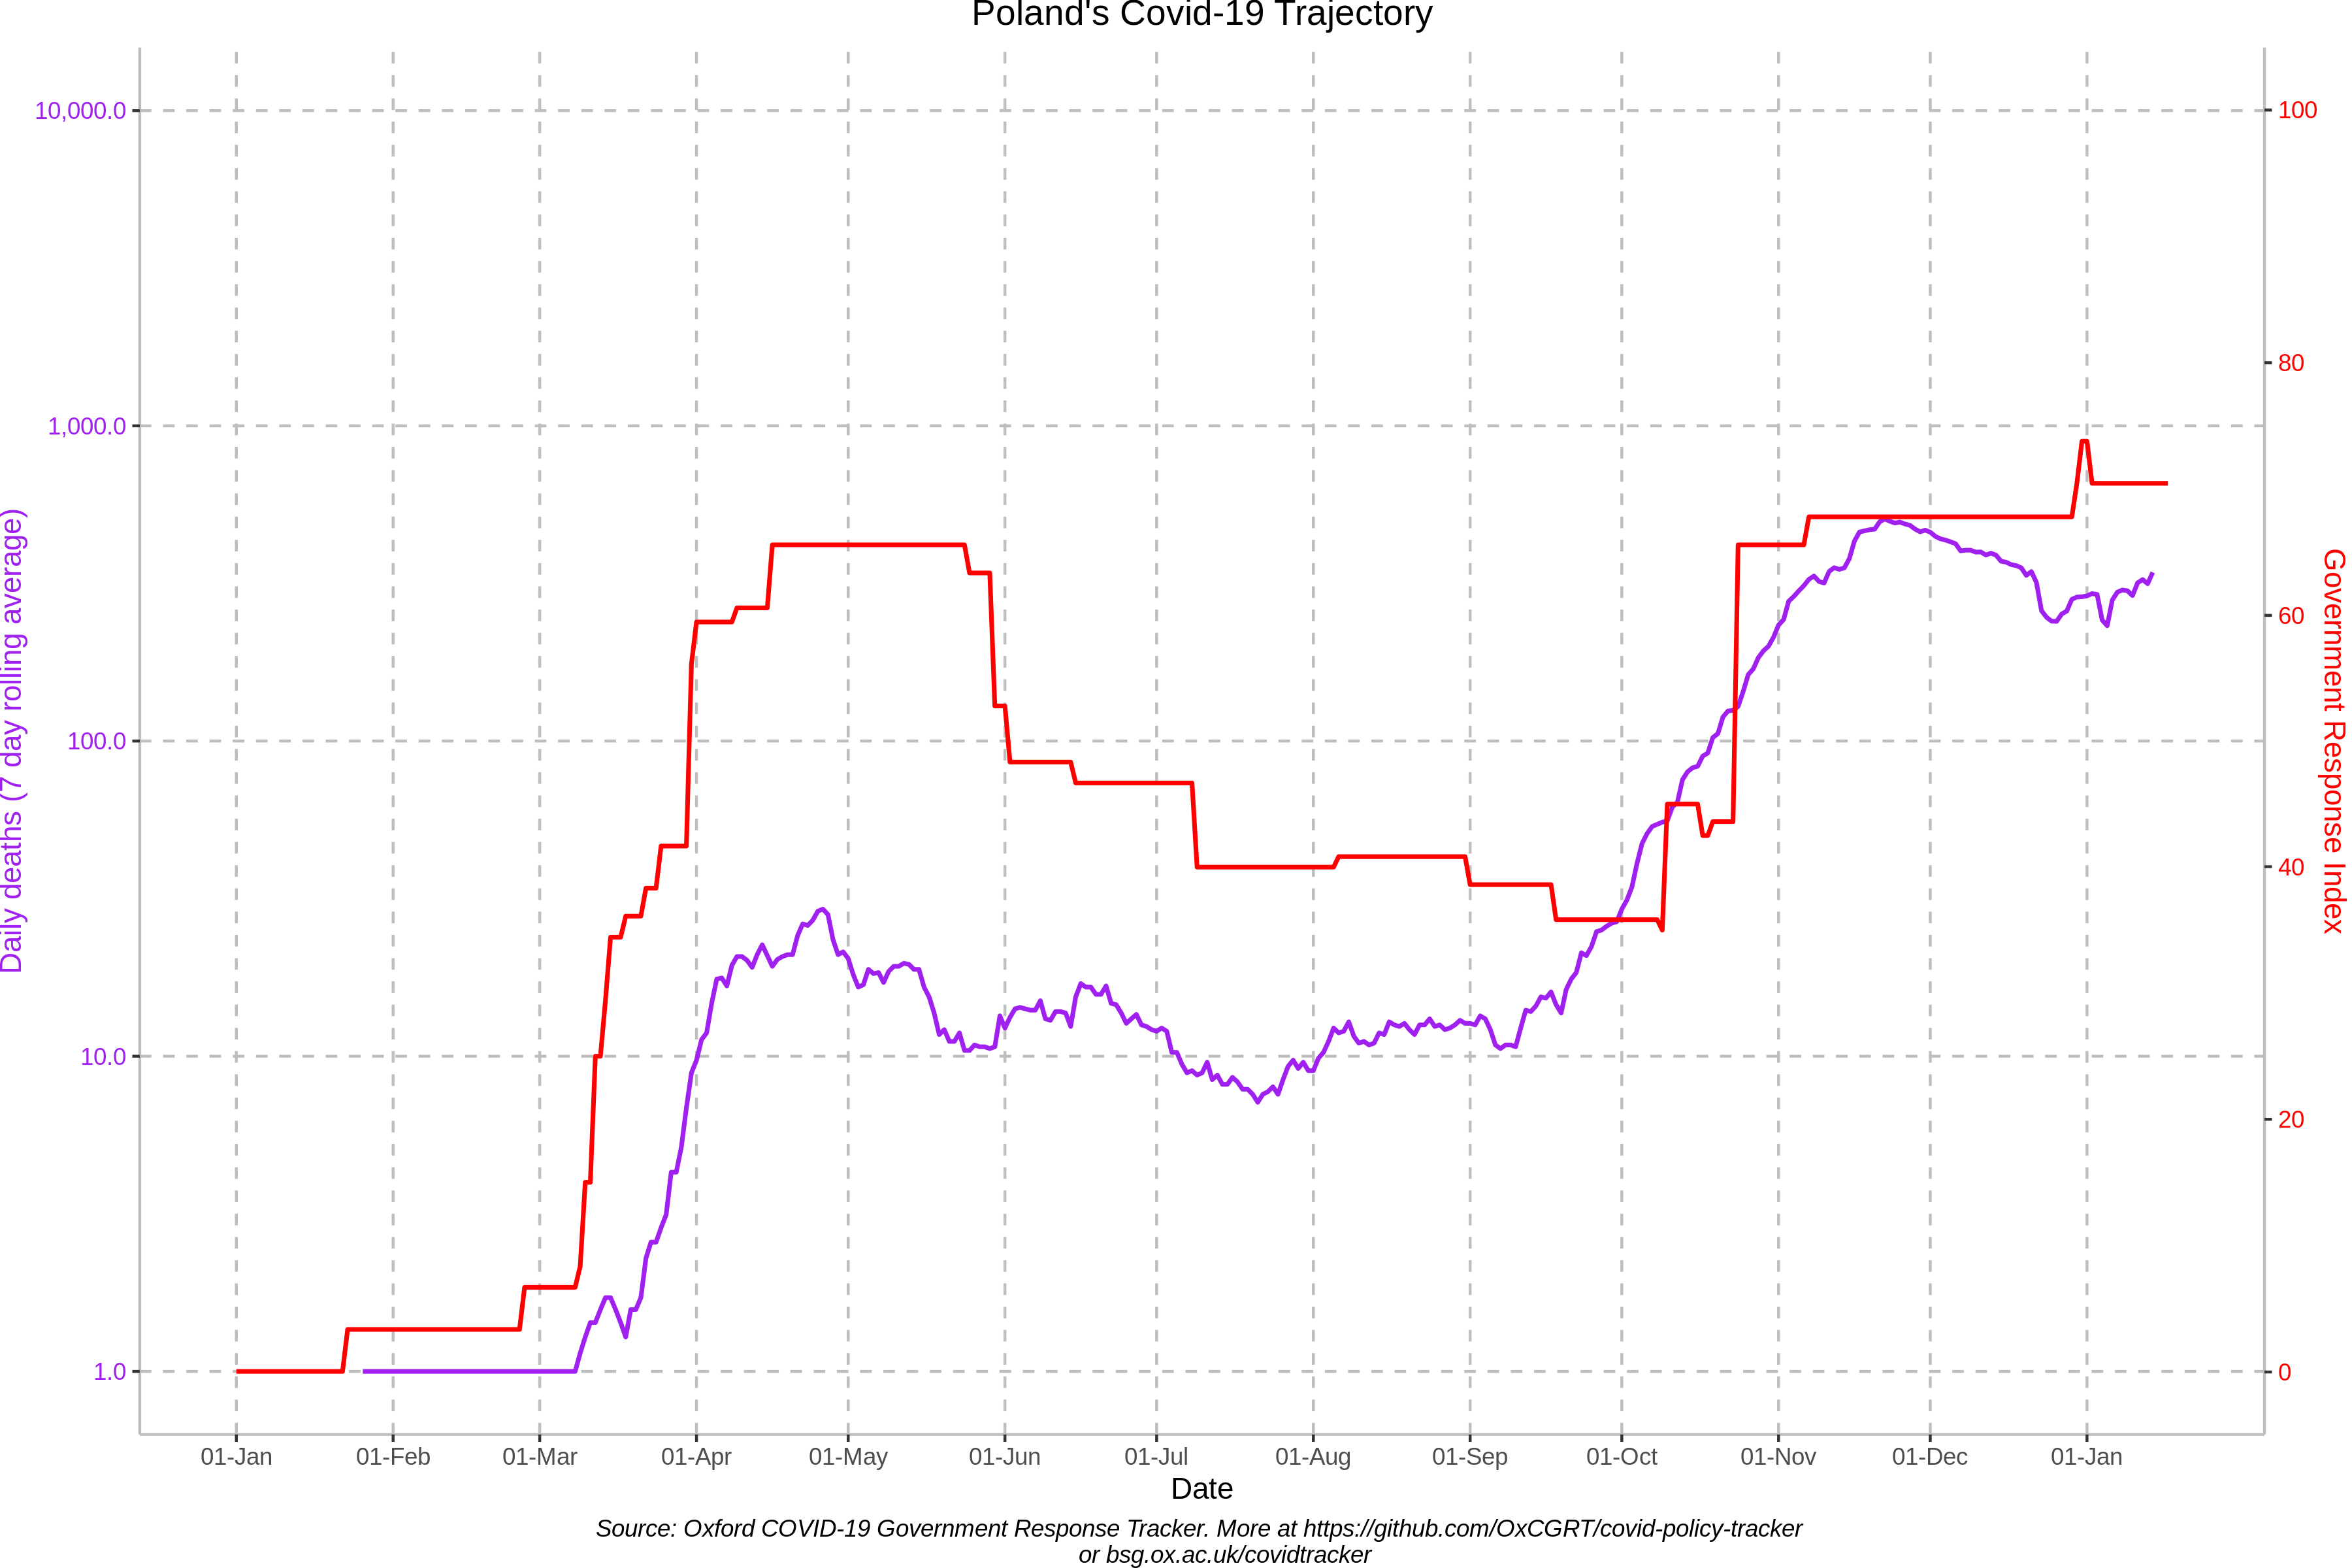 Poland's Covid-19 Trajectory
10,000.0
1,000.0
100.0
10.0
1.0
Daily deaths (7 day rolling average)
100
80
60
40
20
0
Government Response Index
01-Jan 01-Feb 01-Mar 01-Apr 01-May 01-Jun 01-Jul 01-Aug 01-Sep 01-Oct 01-Nov 01-Dec 01-Jan
Date
Source: Oxford COVID-19 Government Response Tracker. More at https://github.com/OxCGRT/covid-policy-tracker
or bsg.ox.ac.uk/covidtracker